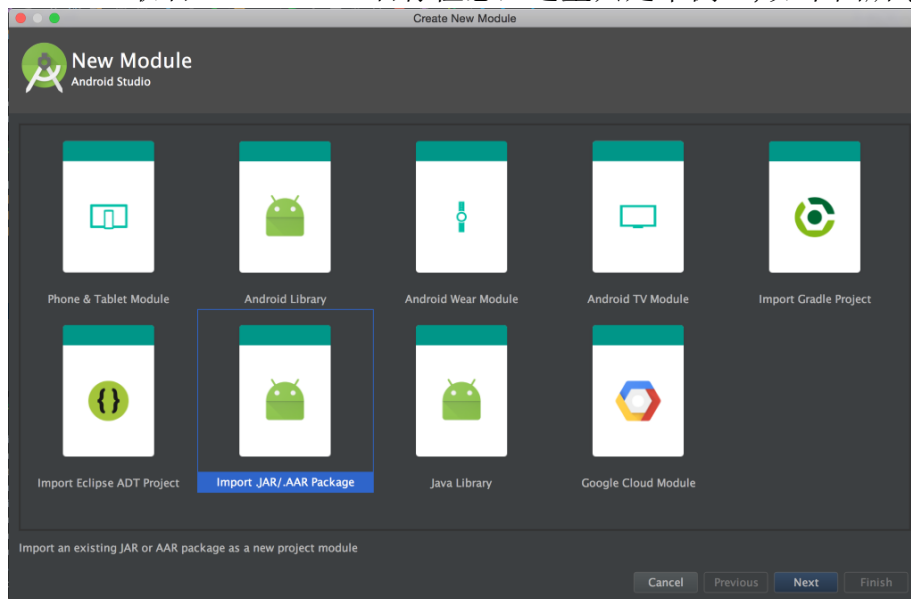 Create New Module
New Module
Android Studio
Phone & Tablet Module
Android Library
Android Wear Module
Android TV Module
Import Gradle Project
Import Eclipse ADT Project
Import .JAR/.AAR Package
Java Library
Google Cloud Module
Import an existing JAR or AAR package as a new project module
Cancel
Previous
Next
Finish